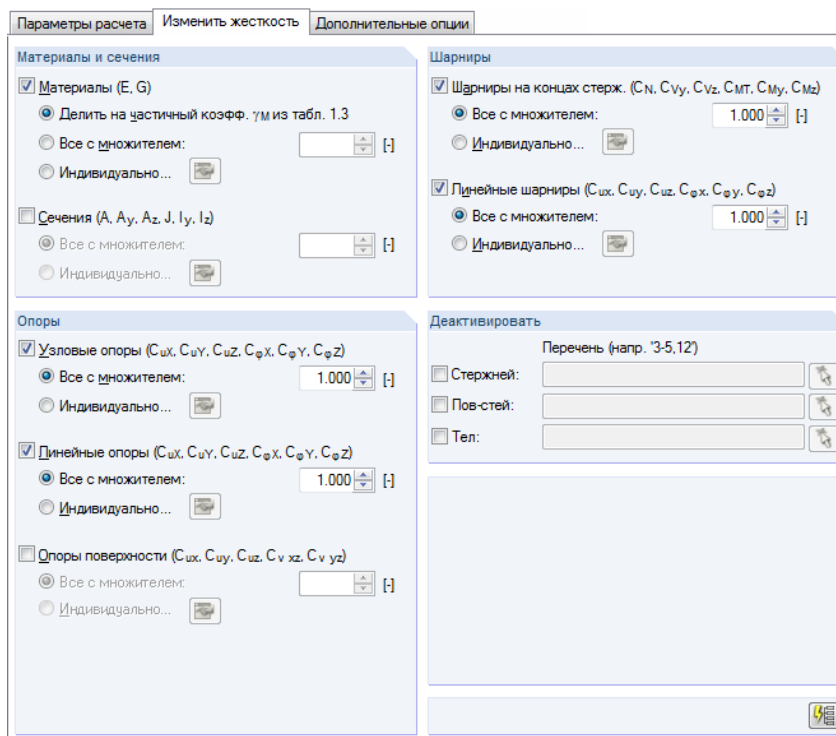 Параметры расчета Изменить жесткость Дополнительные опции
Материалы и сечения
Материалы (E, G)
Делить на частичный коэфф. γM из табл. 1.3
Все с множителем: [-]
Индивидуально...
Сечения (A, Ay, Az, J, Iy, Iz)
Все с множителем: [-]
Индивидуально...
Опоры
Узловые опоры (CuX, CuY, CuZ, CφX, CφY, CφZ)
Все с множителем: 1.000 [-]
Индивидуально...
Линейные опоры (CuX, CuY, CuZ, CφX, CφY, CφZ)
Все с множителем: 1.000 [-]
Индивидуально...
Опоры поверхности (Cux, Cuy, Cuz, Cv xz, Cv yz)
Все с множителем: [-]
Индивидуально...
Шарниры
Шарниры на концах стерж. (CN, CVy, CVz, CMT, CMy, CMz)
Все с множителем: 1.000 [-]
Индивидуально...
Линейные шарниры (Cux, Cuy, Cuz, Cφx, Cφy, Cφz)
Все с множителем: 1.000 [-]
Индивидуально...
Деактивировать
Перечень (напр. '3-5,12')
Стержней:
Пов-стей:
Тел: